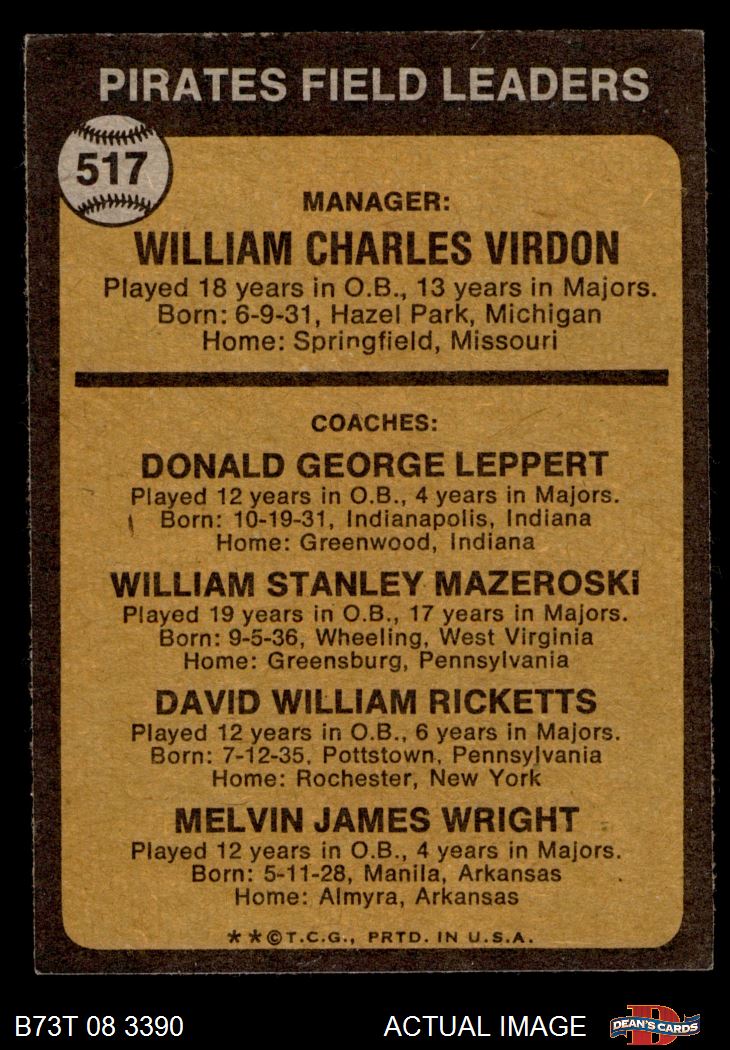 PIRATES FIELD LEADERS
517
MANAGER:
WILLIAM CHARLES VIRDON
Played 18 years in O.B., 13 years in Majors.
Born: 6-9-31, Hazel Park, Michigan
Home: Springfield, Missouri
COACHES:
DONALD GEORGE LEPPERT
Played 12 years in O.B., 4 years in Majors.
Born: 10-19-31, Indianapolis, Indiana
Home: Greenwood, Indiana
WILLIAM STANLEY MAZEROSKI
Played 19 years in O.B., 17 years in Majors.
Born: 9-5-36, Wheeling, West Virginia
Home: Greensburg, Pennsylvania
DAVID WILLIAM RICKETTS
Played 12 years in O.B., 6 years in Majors.
Born: 7-12-35, Pottstown, Pennsylvania
Home: Rochester, New York
MELVIN JAMES WRIGHT
Played 12 years in O.B., 4 years in Majors.
Born: 5-11-28, Manila, Arkansas
Home: Almyra, Arkansas
**©T.C.G., PRTD. IN U.S.A.
B73T 08 3390 ACTUAL IMAGE
D
DEAN'S CARDS